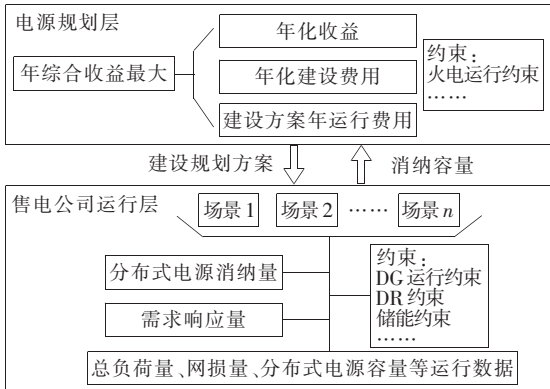 电源规划层
年化收益
年综合收益最大
年化建设费用
建设方案年运行费用
约束：
火电运行约束
……
建设规划方案
消纳容量
售电公司运行层
场景1 场景2 …… 场景n
分布式电源消纳量
需求响应量
约束：
DG运行约束
DR约束
储能约束
……
总负荷量、网损量、分布式电源容量等运行数据